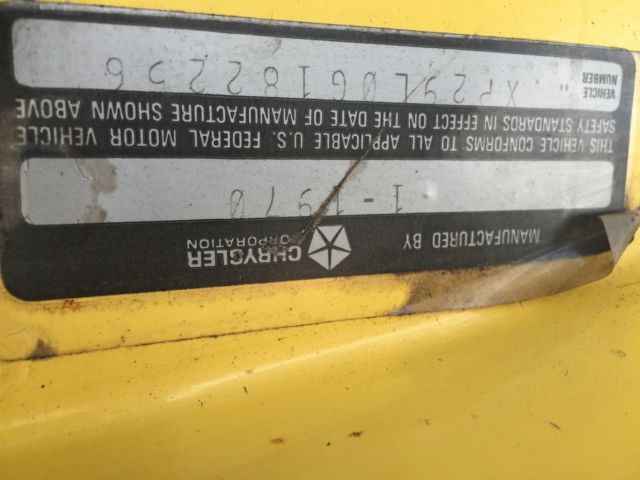 MANUFACTURED BY
CHRYSLER
CORPORATION
1-1970
THIS VEHICLE CONFORMS TO ALL APPLICABLE U.S. FEDERAL MOTOR VEHICLE
SAFETY STANDARDS IN EFFECT ON THE DATE OF MANUFACTURE SHOWN ABOVE
VEHICLE
NUMBER
XP29L0G182256